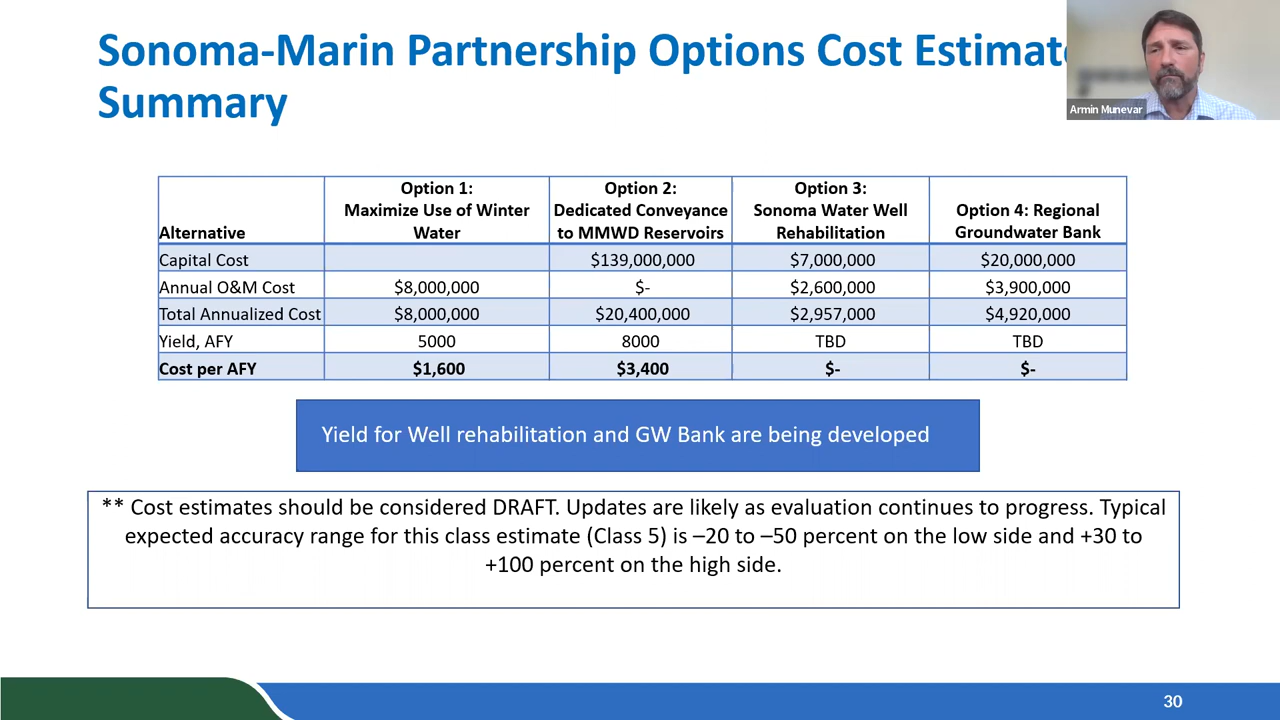 Sonoma-Marin Partnership Options Cost Estimate
Summary
Armin Munevar
Alternative | Option 1: Maximize Use of Winter Water | Option 2: Dedicated Conveyance to MMWD Reservoirs | Option 3: Sonoma Water Well Rehabilitation | Option 4: Regional Groundwater Bank
Capital Cost | | $139,000,000 | $7,000,000 | $20,000,000
Annual O&M Cost | $8,000,000 | $- | $2,600,000 | $3,900,000
Total Annualized Cost | $8,000,000 | $20,400,000 | $2,957,000 | $4,920,000
Yield, AFY | 5000 | 8000 | TBD | TBD
Cost per AFY | $1,600 | $3,400 | $- | $-
Yield for Well rehabilitation and GW Bank are being developed
** Cost estimates should be considered DRAFT. Updates are likely as evaluation continues to progress. Typical
expected accuracy range for this class estimate (Class 5) is –20 to –50 percent on the low side and +30 to
+100 percent on the high side.
30